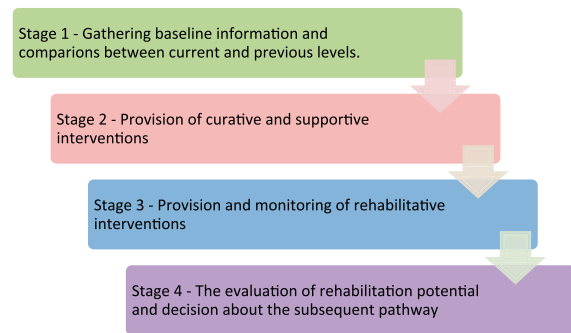 Stage 1 - Gathering baseline information and
comparions between current and previous levels.
Stage 2 - Provision of curative and supportive
interventions
Stage 3 - Provision and monitoring of rehabilitative
interventions
Stage 4 - The evaluation of rehabilitation potential
and decision about the subsequent pathway